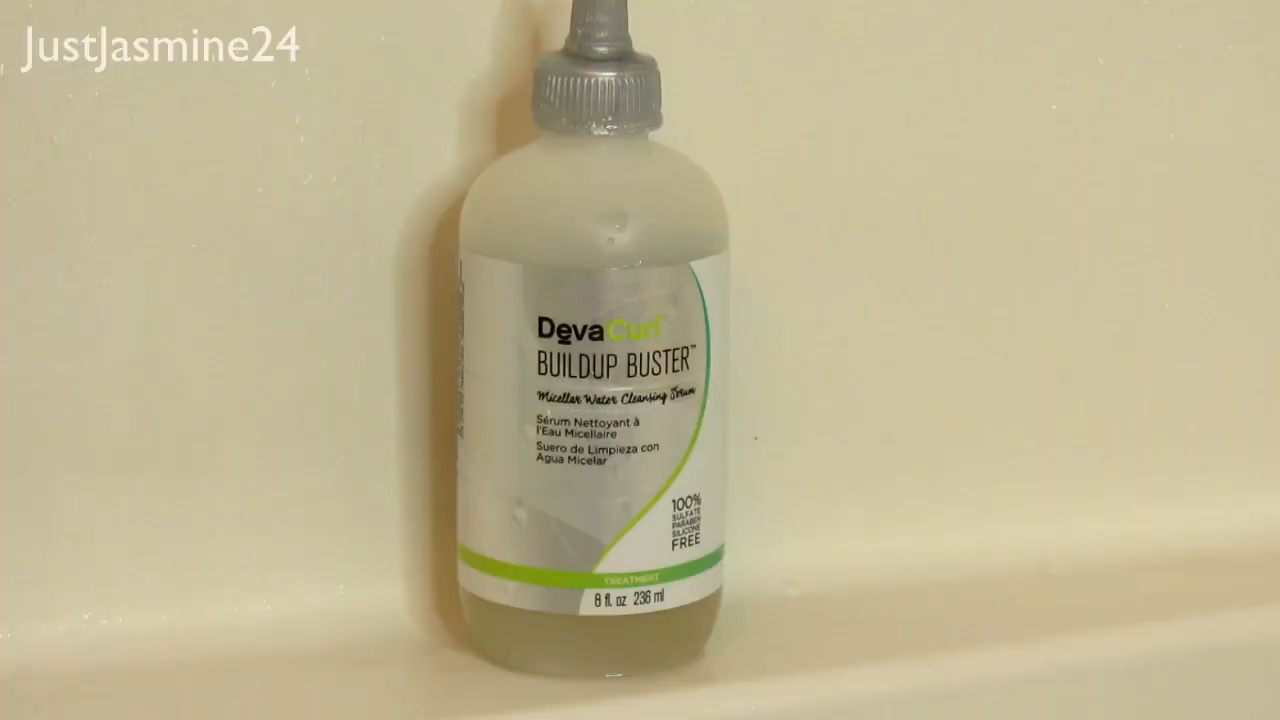 JustJasmine24
DevaCurl
BUILDUP BUSTER™
Micellar Water Cleansing Serum
Sérum Nettoyant à
l'Eau Micellaire
Suero de Limpieza con
Agua Micelar
100%
SULFATE
PARABEN
SILICONE
FREE
TREATMENT
8 fl. oz 236 ml